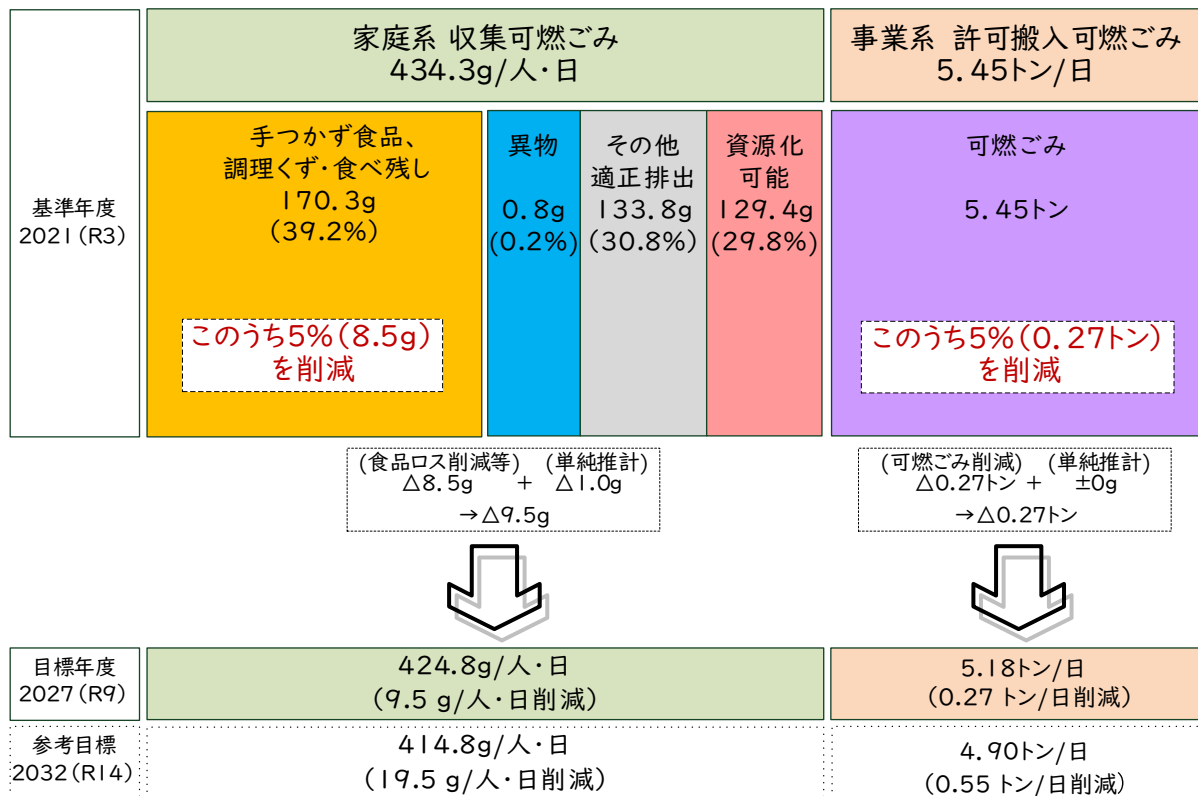 家庭系 収集可燃ごみ
434.3g/人・日
事業系 許可搬入可燃ごみ
5.45トン/日
基準年度
2021(R3)
手つかず食品、
調理くず・食べ残し
170.3g
(39.2%)
このうち5%(8.5g)
を削減
異物
0.8g
(0.2%)
その他
適正排出
133.8g
(30.8%)
資源化
可能
129.4g
(29.8%)
可燃ごみ
5.45トン
このうち5%(0.27トン)
を削減
(食品ロス削減等) (単純推計)
△8.5g + △1.0g
→△9.5g
(可燃ごみ削減) (単純推計)
△0.27トン + ±0g
→△0.27トン
目標年度
2027(R9)
424.8g/人・日
(9.5 g/人・日削減)
5.18トン/日
(0.27 トン/日削減)
参考目標
2032(R14)
414.8g/人・日
(19.5 g/人・日削減)
4.90トン/日
(0.55 トン/日削減)